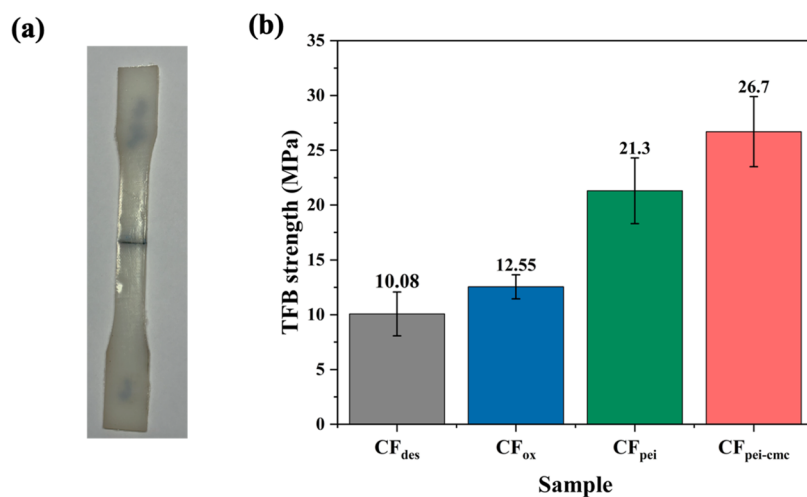 (a)
(b)
TFB strength (MPa)
35
30
25
20
15
10
5
0
10.08
12.55
21.3
26.7
CFdes
CFox
CFpei
CFpei-cmc
Sample